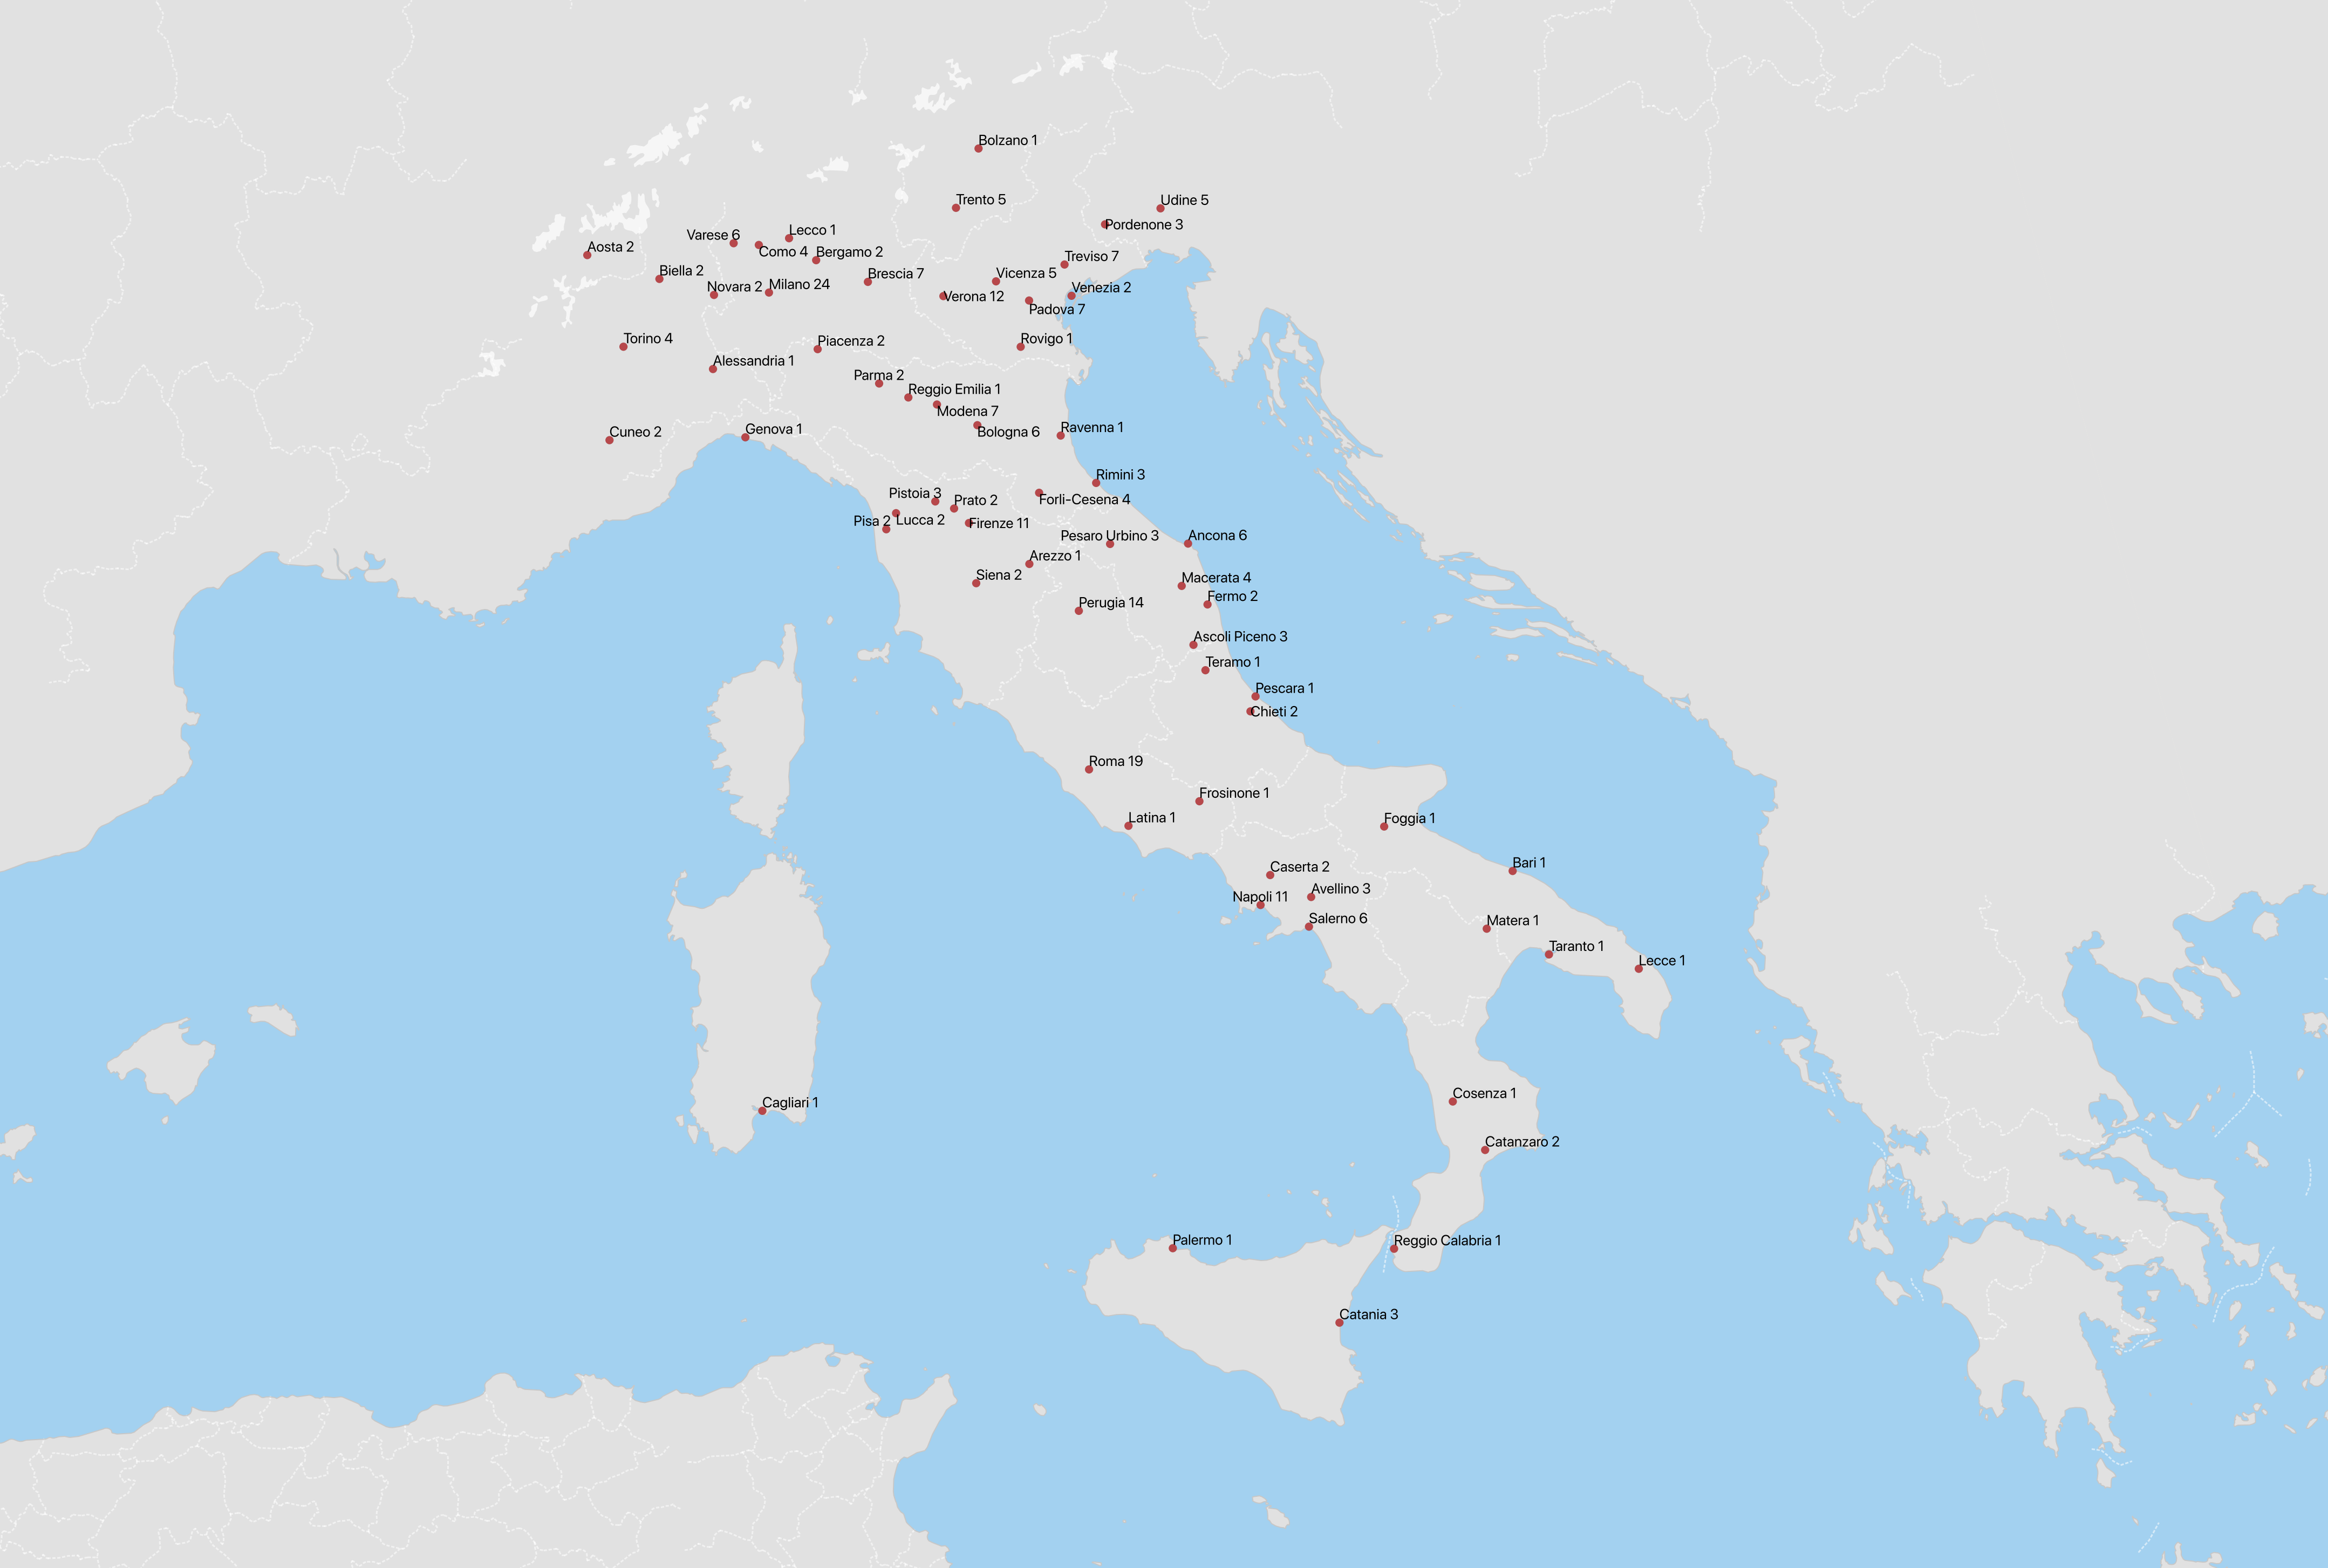 Bolzano 1
Trento 5
Udine 5
Pordenone 3
Lecco 1
Varese 6
Como 4
Bergamo 2
Aosta 2
Treviso 7
Biella 2
Brescia 7
Vicenza 5
Novara 2
Milano 24
Verona 12
Venezia 2
Padova 7
Torino 4
Piacenza 2
Rovigo 1
Alessandria 1
Parma 2
Reggio Emilia 1
Modena 7
Cuneo 2
Genova 1
Bologna 6
Ravenna 1
Rimini 3
Pistoia 3
Prato 2
Forlì-Cesena 4
Pisa 2
Lucca 2
Firenze 11
Pesaro Urbino 3
Ancona 6
Arezzo 1
Siena 2
Macerata 4
Perugia 14
Fermo 2
Ascoli Piceno 3
Teramo 1
Pescara 1
Chieti 2
Roma 19
Frosinone 1
Latina 1
Foggia 1
Caserta 2
Bari 1
Avellino 3
Napoli 11
Salerno 6
Matera 1
Taranto 1
Lecce 1
Cagliari 1
Cosenza 1
Catanzaro 2
Palermo 1
Reggio Calabria 1
Catania 3